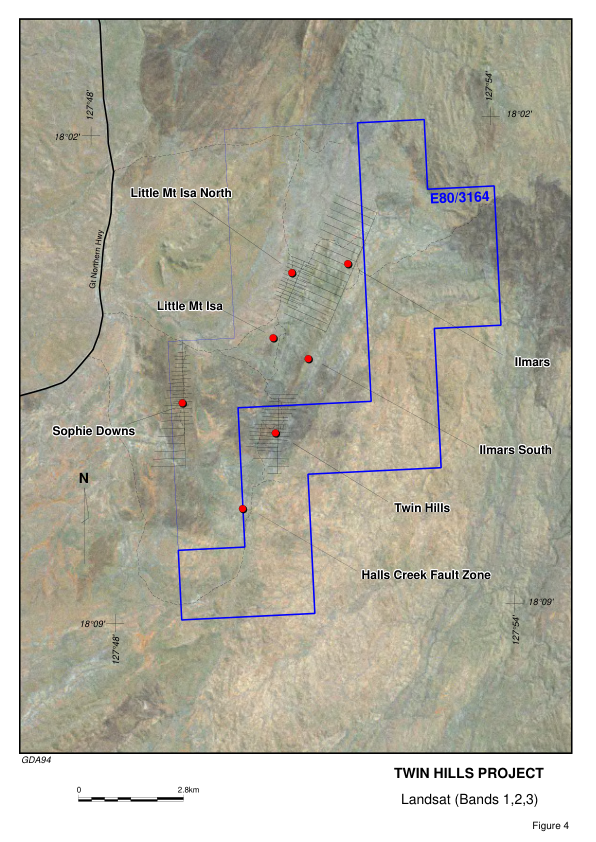 127°48'
127°54'
18°02'
18°02'
Little Mt Isa North
E80/3164
Gt Northern Hwy
Little Mt Isa
Ilmars
Sophie Downs
Ilmars South
N
Twin Hills
Halls Creek Fault Zone
18°09'
18°09'
127°48'
127°54'
GDA94
TWIN HILLS PROJECT
0 2.8km
Landsat (Bands 1,2,3)
Figure 4